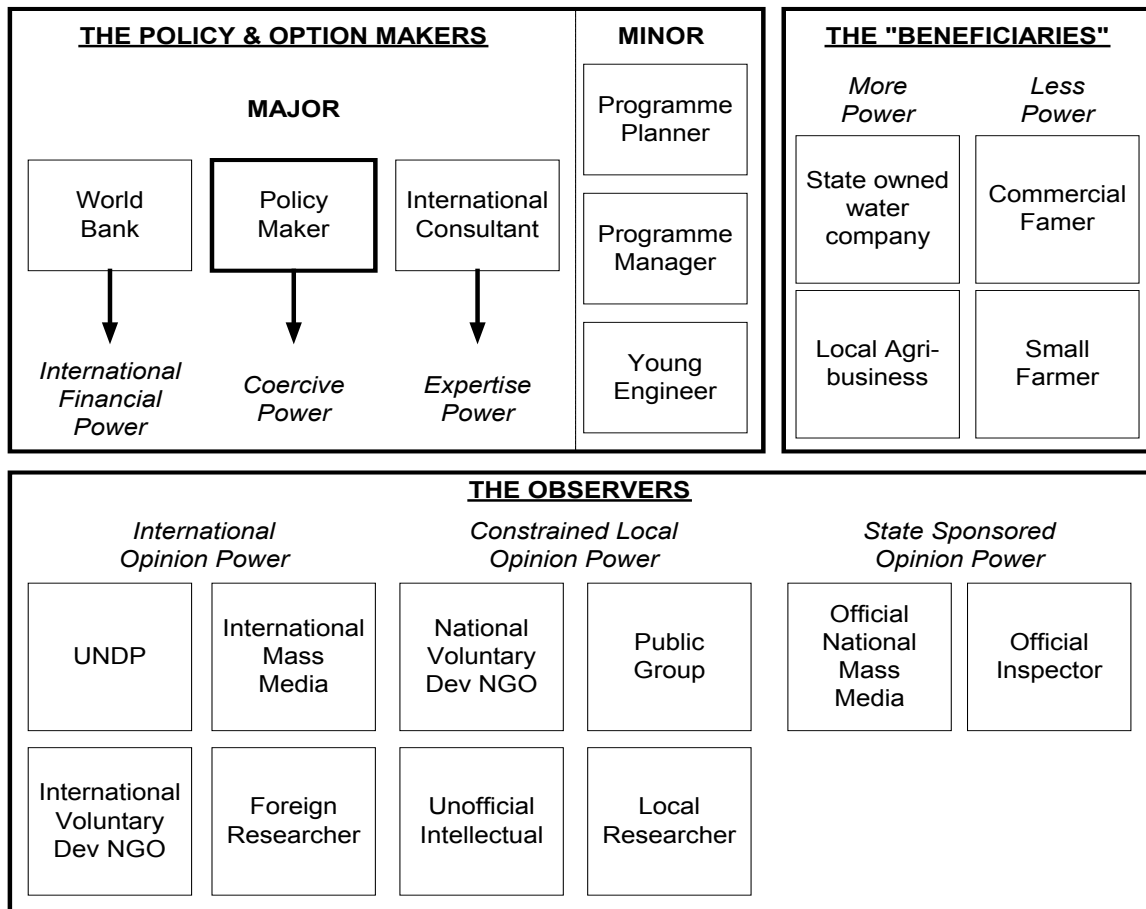 THE POLICY & OPTION MAKERS
MAJOR
World
Bank
Policy
Maker
International
Consultant
International
Financial
Power
Coercive
Power
Expertise
Power
MINOR
Programme
Planner
Programme
Manager
Young
Engineer
THE "BENEFICIARIES"
More
Power
Less
Power
State owned
water
company
Commercial
Famer
Local Agri-
business
Small
Farmer
THE OBSERVERS
International
Opinion Power
Constrained Local
Opinion Power
State Sponsored
Opinion Power
UNDP
International
Mass
Media
National
Voluntary
Dev NGO
Public
Group
Official
National
Mass
Media
Official
Inspector
International
Voluntary
Dev NGO
Foreign
Researcher
Unofficial
Intellectual
Local
Researcher